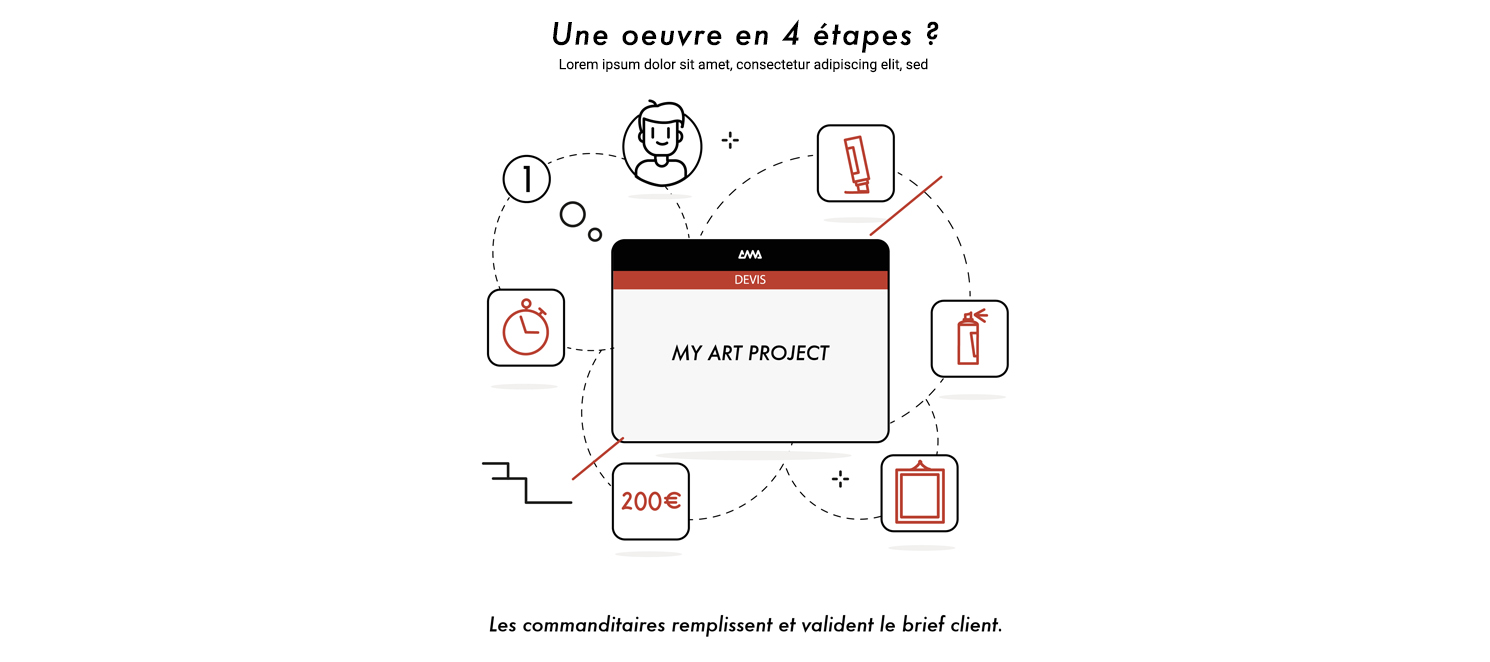 Une oeuvre en 4 étapes ?
Lorem ipsum dolor sit amet, consectetur adipiscing elit, sed
1
DEVIS
MY ART PROJECT
200€
Les commanditaires remplissent et valident le brief client.